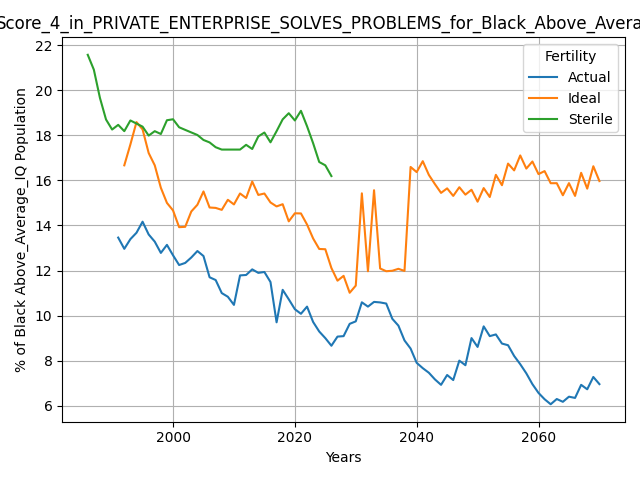 Score_4_in_PRIVATE_ENTERPRISE_SOLVES_PROBLEMS_for_Black_Above_Avera
22
20
18
16
14
12
10
8
6
% of Black Above_Average_IQ Population
Fertility
Actual
Ideal
Sterile
2000
2020
2040
2060
Years